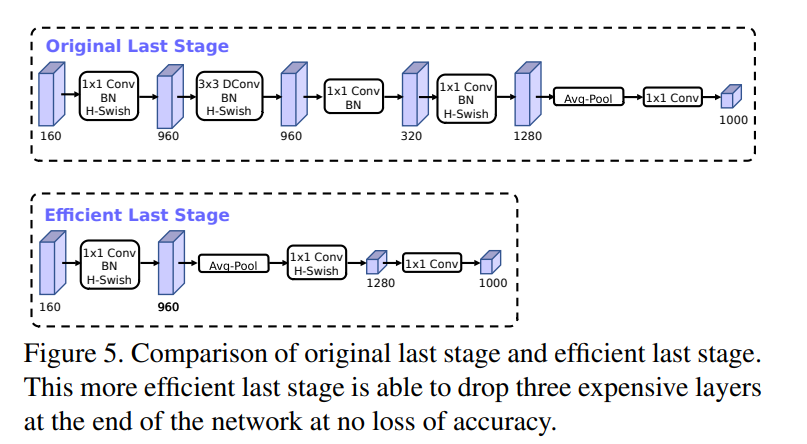 Original Last Stage
1x1 Conv
BN
H-Swish
3x3 DConv
BN
H-Swish
1x1 Conv
BN
1x1 Conv
BN
H-Swish
Avg-Pool
1x1 Conv
160
960
960
320
1280
1000
Efficient Last Stage
1x1 Conv
BN
H-Swish
Avg-Pool
1x1 Conv
H-Swish
1x1 Conv
160
960
1280
1000
Figure 5. Comparison of original last stage and efficient last stage.
This more efficient last stage is able to drop three expensive layers
at the end of the network at no loss of accuracy.